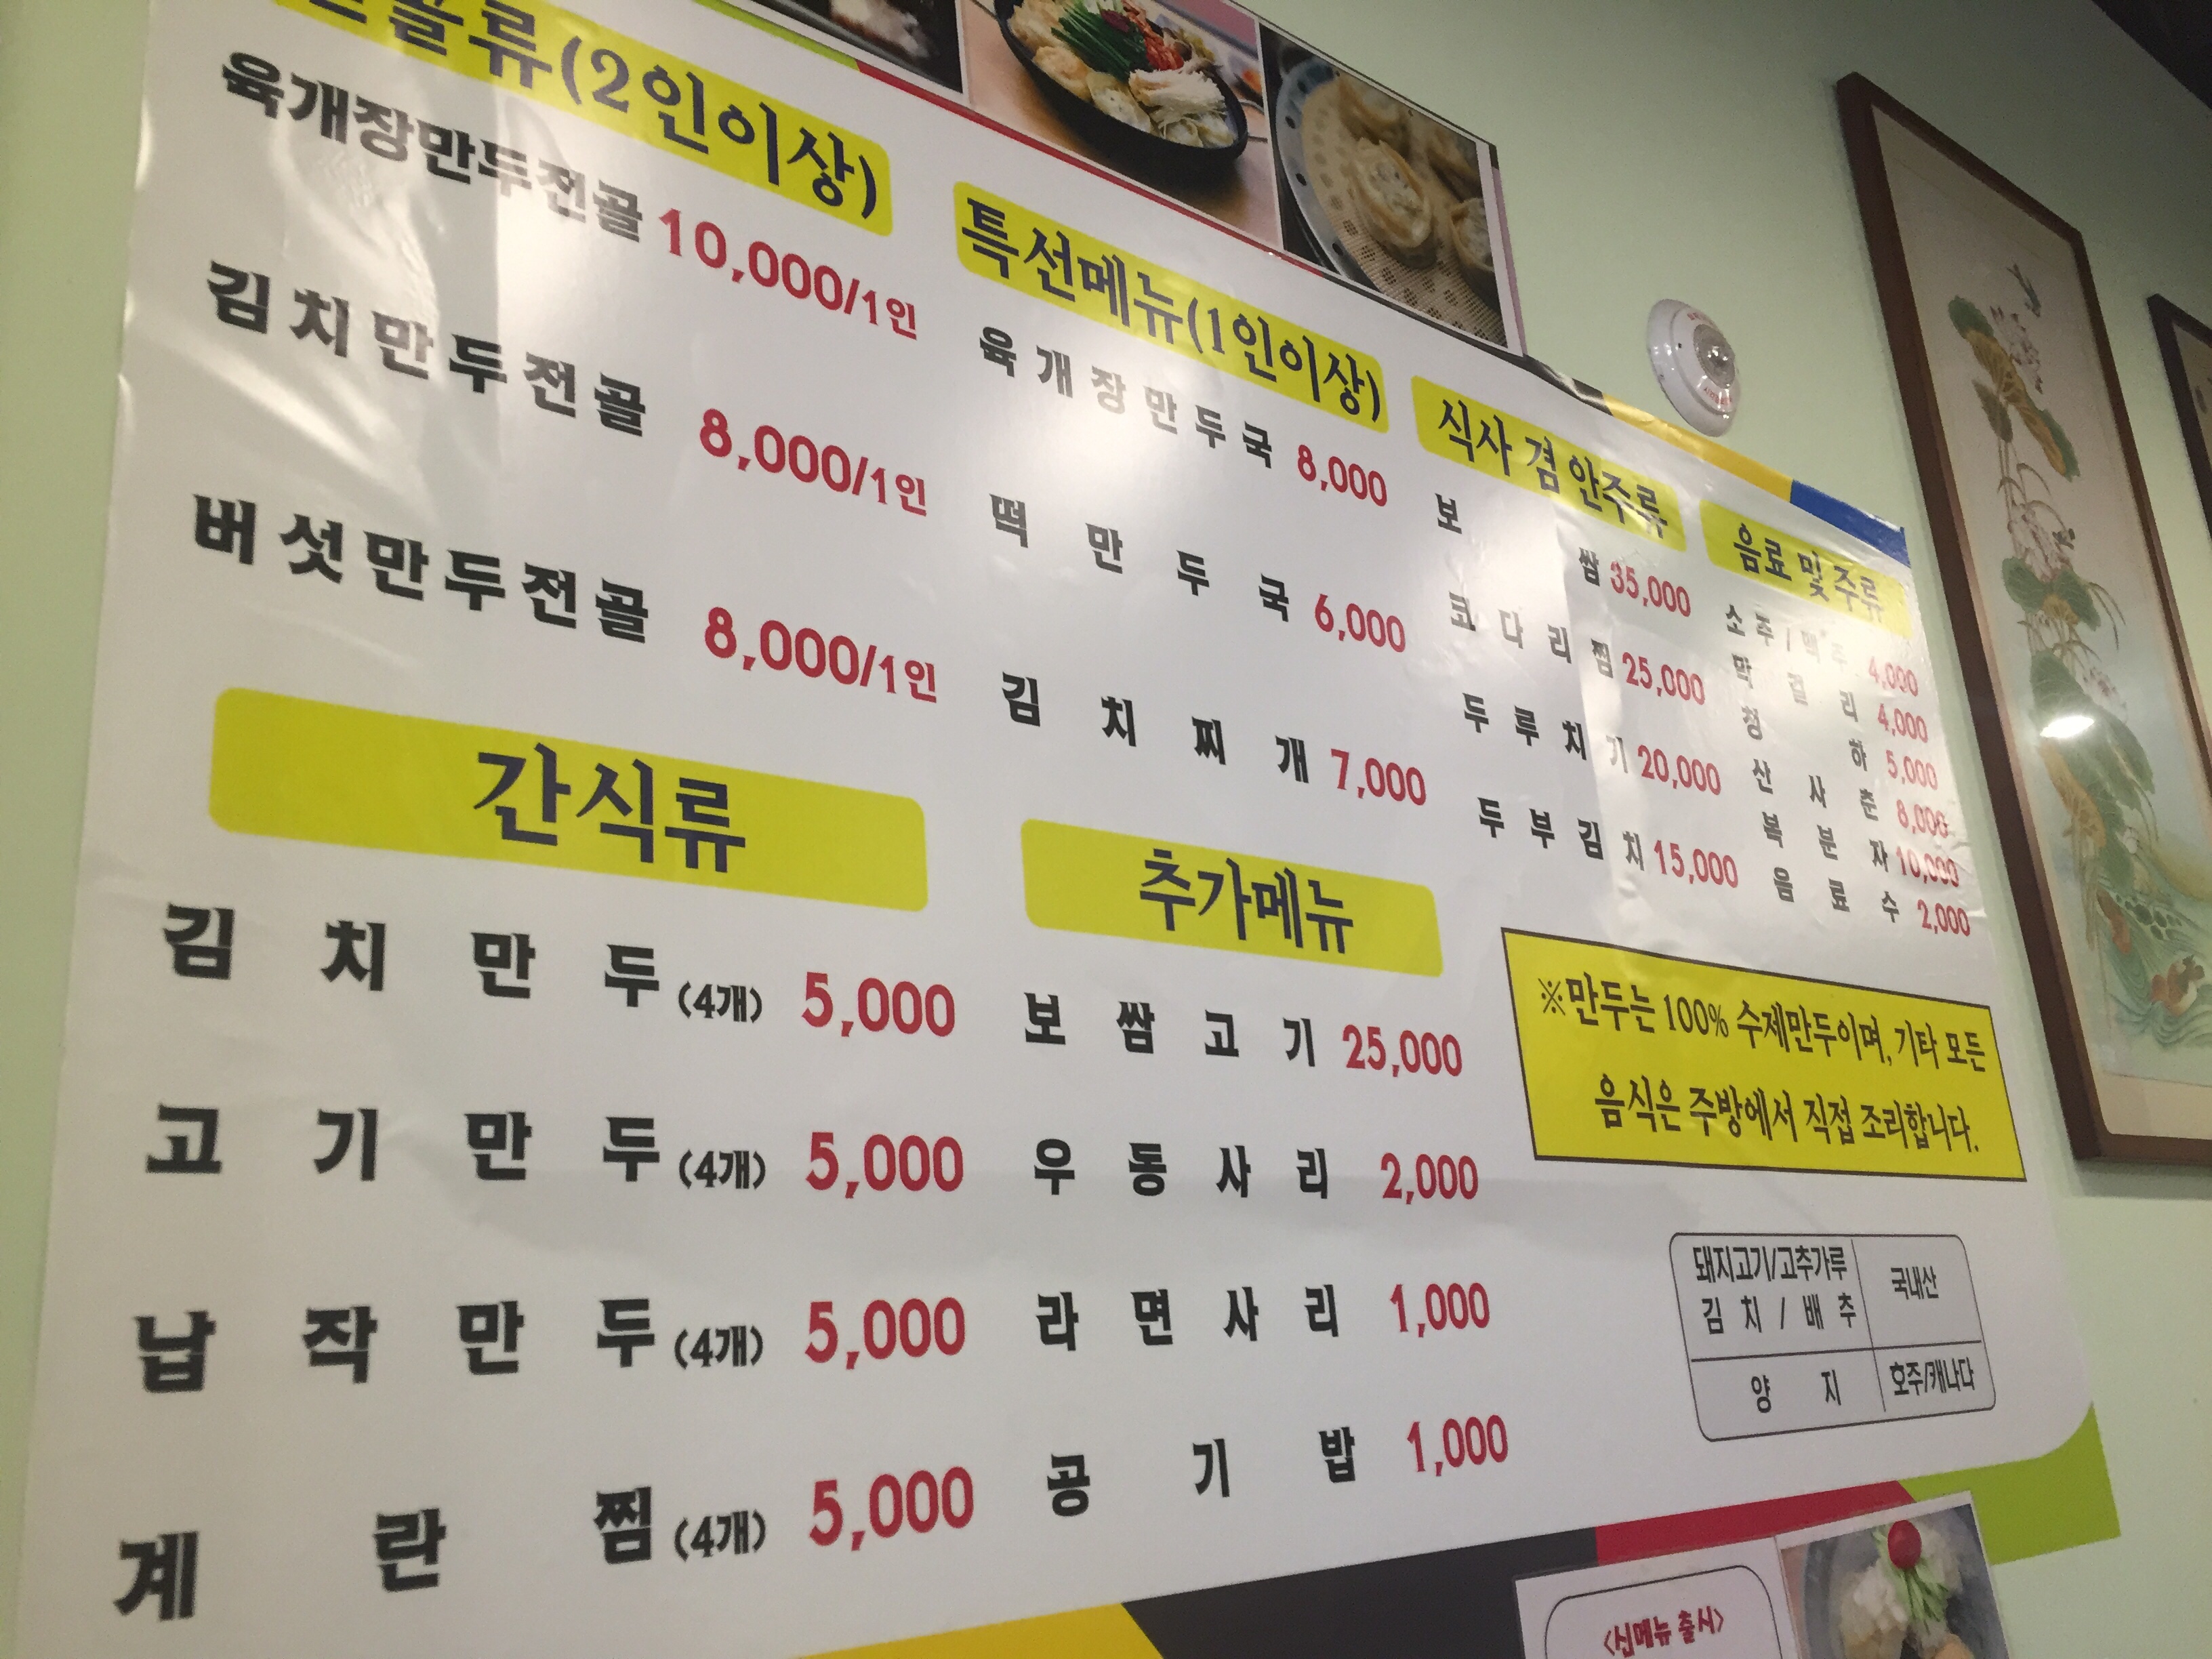 전골류(2인이상)
육개장만두전골 10,000/1인
김치만두전골 8,000/1인
버섯만두전골 8,000/1인
간식류
김치만두(4개) 5,000
고기만두(4개) 5,000
납작만두(4개) 5,000
계란찜(4개) 5,000
특선메뉴(1인이상)
육개장만두국 8,000
떡만두국 6,000
김치찌개 7,000
추가메뉴
보쌈고기 25,000
우동사리 2,000
라면사리 1,000
공기밥 1,000
식사 겸 안주류
보쌈 35,000
코다리찜 25,000
두루치기 20,000
두부김치 15,000
음료 및 주류
소주/맥주 4,000
막걸리 4,000
청하 5,000
산사춘 8,000
복분자 10,000
음료수 2,000
※만두는 100% 수제만두이며, 기타 모든
음식은 주방에서 직접 조리합니다.
돼지고기/고추가루
김치/배추
국내산
양지
호주/캐나다
<신메뉴 출시>